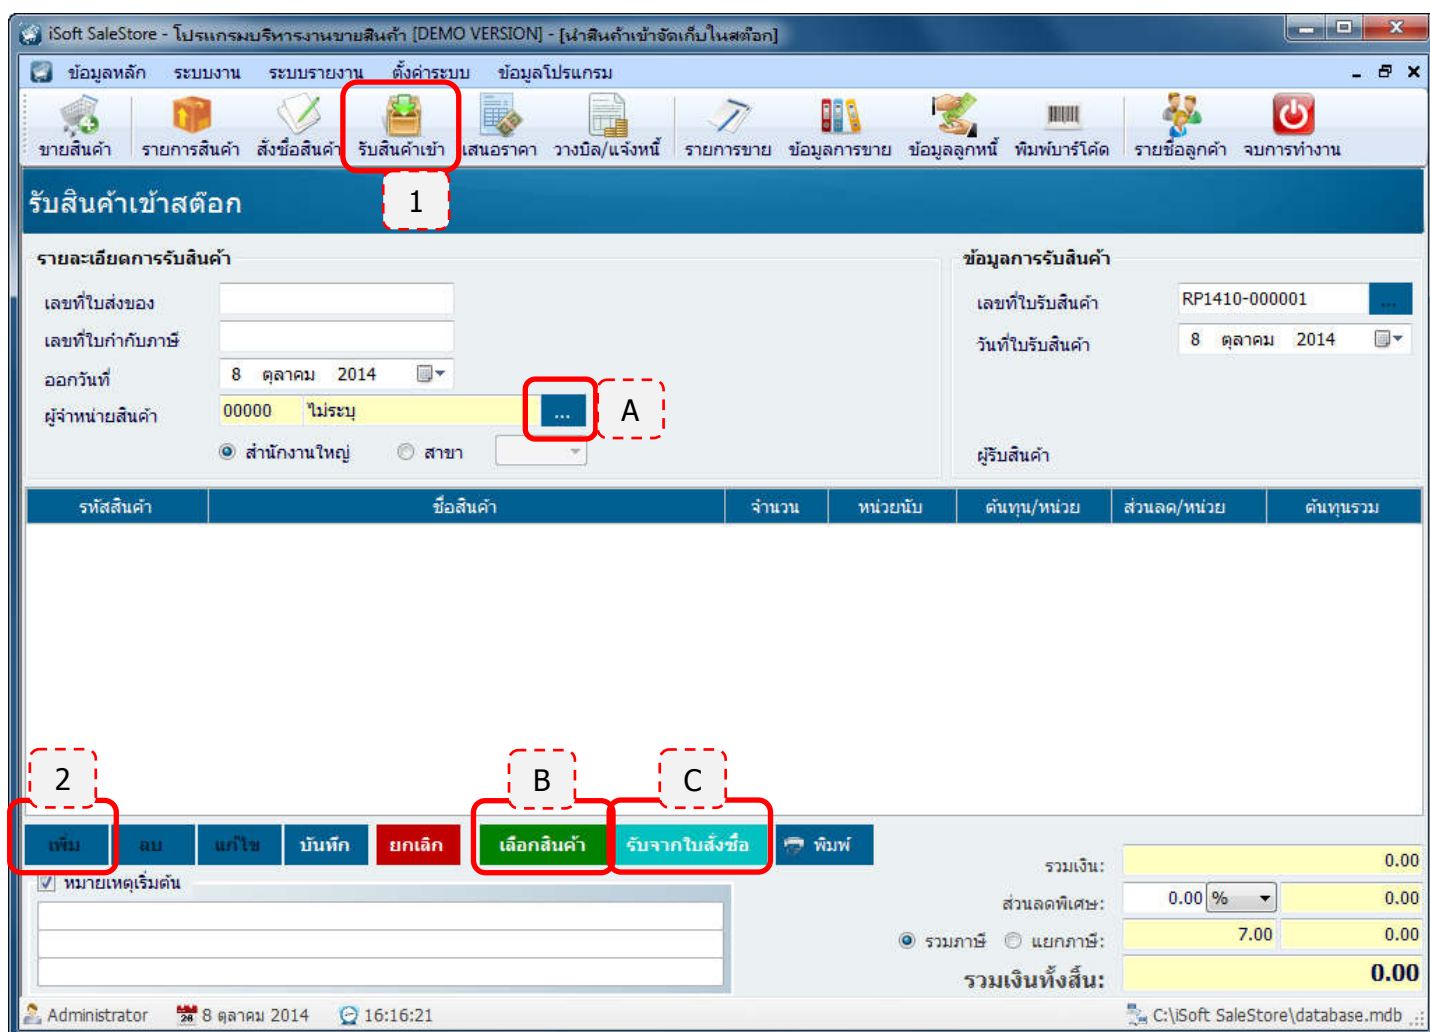 iSoft SaleStore - โปรแกรมบริหารงานขายสินค้า [DEMO VERSION] - [นำสินค้าเข้าจัดเก็บในสต๊อก]
ข้อมูลหลัก ระบบงาน ระบบรายงาน ตั้งค่าระบบ ข้อมูลโปรแกรม
ขายสินค้า รายการสินค้า สั่งซื้อสินค้า รับสินค้าเข้า เสนอราคา วางบิล/แจ้งหนี้ รายการขาย ข้อมูลการขาย ข้อมูลลูกหนี้ พิมพ์บาร์โค้ด รายชื่อลูกค้า จบการทำงาน
รับสินค้าเข้าสต๊อก 1
รายละเอียดการรับสินค้า ข้อมูลการรับสินค้า
เลขที่ใบส่งของ เลขที่ใบรับสินค้า RP1410-000001 ...
เลขที่ใบกำกับภาษี วันที่ใบรับสินค้า 8 ตุลาคม 2014
ออกวันที่ 8 ตุลาคม 2014
ผู้จำหน่ายสินค้า 00000 ไม่ระบุ ... A
สำนักงานใหญ่ สาขา ผู้รับสินค้า
รหัสสินค้า ชื่อสินค้า จำนวน หน่วยนับ ต้นทุน/หน่วย ส่วนลด/หน่วย ต้นทุนรวม
2 B C
เพิ่ม ลบ แก้ไข บันทึก ยกเลิก เลือกสินค้า รับจากใบสั่งซื้อ พิมพ์
รวมเงิน: 0.00
หมายเหตุเริ่มต้น
ส่วนลดพิเศษ: 0.00 % 0.00
รวมภาษี แยกภาษี: 7.00 0.00
รวมเงินทั้งสิ้น: 0.00
Administrator 26 8 ตุลาคม 2014 16:16:21 C:\iSoft SaleStore\database.mdb